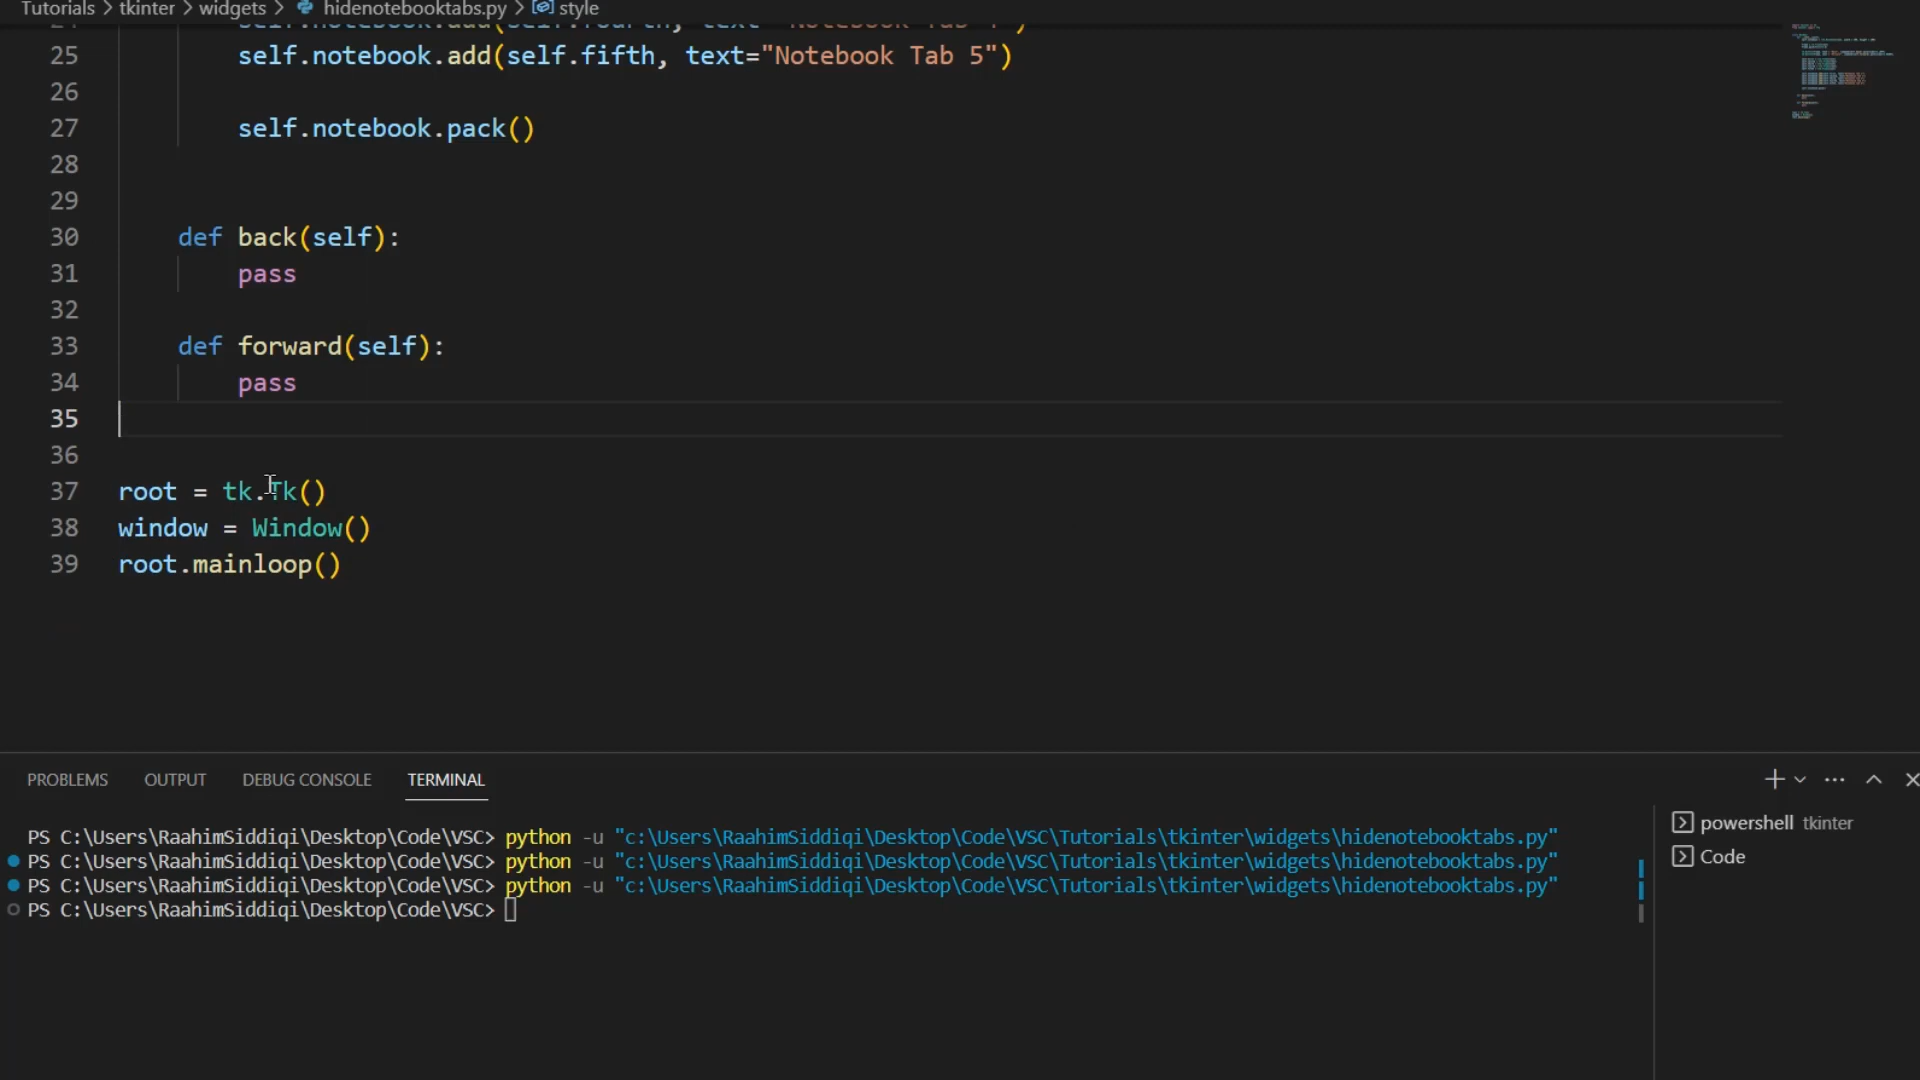 Tutorials > tkinter > widgets > hidenotebooktabs.py > style
25 self.notebook.add(self.fifth, text="Notebook Tab 5")
26
27 self.notebook.pack()
28
29
30 def back(self):
31 pass
32
33 def forward(self):
34 pass
35
36
37 root = tk.Tk()
38 window = Window()
39 root.mainloop()
PROBLEMS OUTPUT DEBUG CONSOLE TERMINAL
PS C:\Users\RaahimSiddiqi\Desktop\Code\VSC> python -u "c:\Users\RaahimSiddiqi\Desktop\Code\VSC\Tutorials\tkinter\widgets\hidenotebooktabs.py"
PS C:\Users\RaahimSiddiqi\Desktop\Code\VSC> python -u "c:\Users\RaahimSiddiqi\Desktop\Code\VSC\Tutorials\tkinter\widgets\hidenotebooktabs.py"
PS C:\Users\RaahimSiddiqi\Desktop\Code\VSC> python -u "c:\Users\RaahimSiddiqi\Desktop\Code\VSC\Tutorials\tkinter\widgets\hidenotebooktabs.py"
PS C:\Users\RaahimSiddiqi\Desktop\Code\VSC>
powershell tkinter
Code